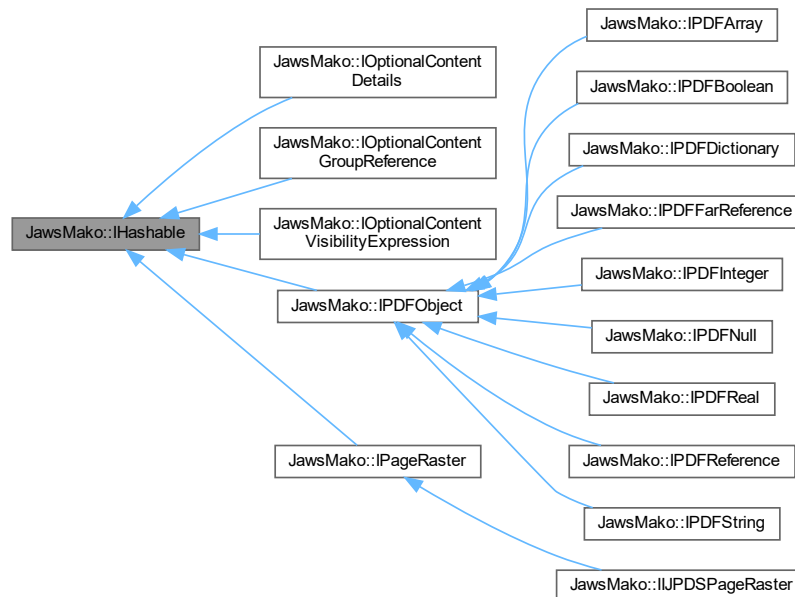 JawsMako::IHashable
JawsMako::IOptionalContent
Details
JawsMako::IOptionalContent
GroupReference
JawsMako::IOptionalContent
VisibilityExpression
JawsMako::IPDFObject
JawsMako::IPageRaster
JawsMako::IPDFArray
JawsMako::IPDFBoolean
JawsMako::IPDFDictionary
JawsMako::IPDFFarReference
JawsMako::IPDFInteger
JawsMako::IPDFNull
JawsMako::IPDFReal
JawsMako::IPDFReference
JawsMako::IPDFString
JawsMako::IIJPDSPageRaster